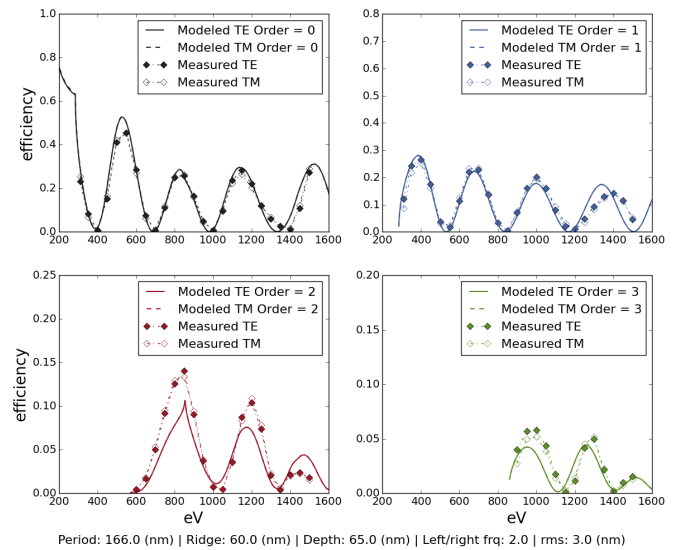 1.0
0.8
0.6
0.4
0.2
0.0
efficiency
200 400 600 800 1000 1200 1400 1600
Modeled TE Order = 0
Modeled TM Order = 0
Measured TE
Measured TM
0.8
0.7
0.6
0.5
0.4
0.3
0.2
0.1
0.0
200 400 600 800 1000 1200 1400 1600
Modeled TE Order = 1
Modeled TM Order = 1
Measured TE
Measured TM
0.25
0.20
0.15
0.10
0.05
0.00
efficiency
200 400 600 800 1000 1200 1400 1600
eV
Modeled TE Order = 2
Modeled TM Order = 2
Measured TE
Measured TM
0.20
0.15
0.10
0.05
0.00
200 400 600 800 1000 1200 1400 1600
eV
Modeled TE Order = 3
Modeled TM Order = 3
Measured TE
Measured TM
Period: 166.0 (nm) | Ridge: 60.0 (nm) | Depth: 65.0 (nm) | Left/right frq: 2.0 | rms: 3.0 (nm)